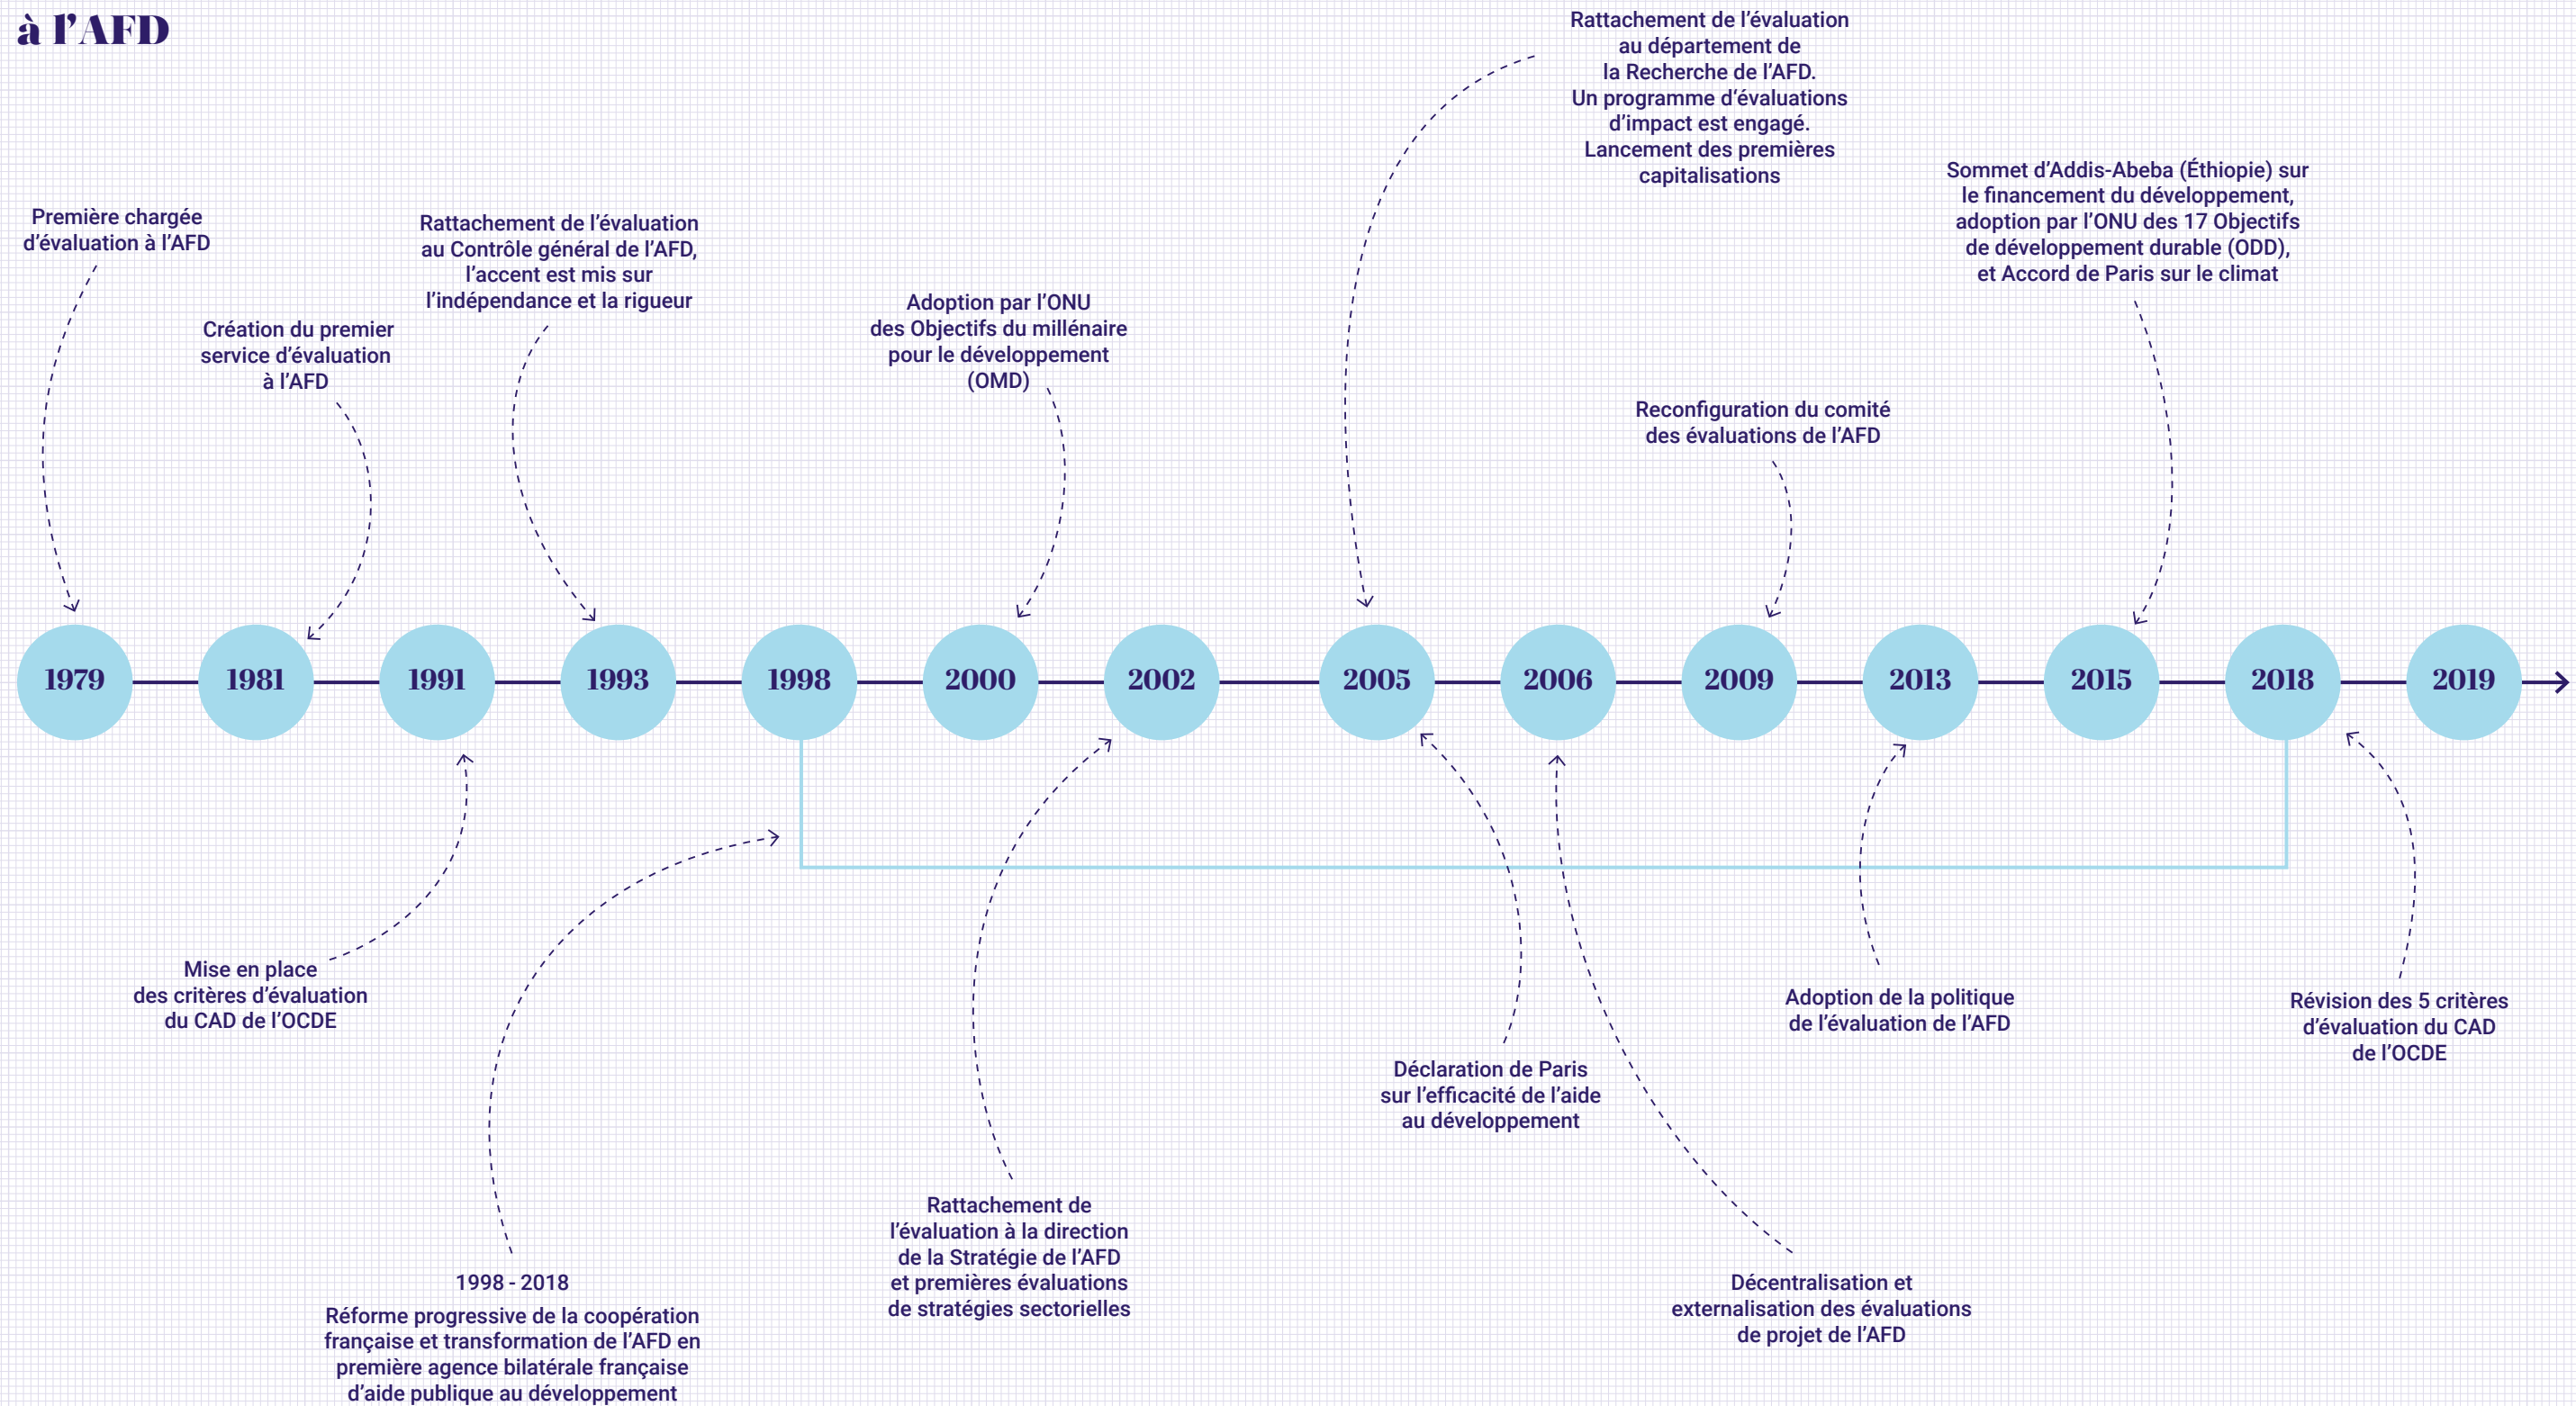 à l’AFD
Rattachement de l’évaluation
au département de
la Recherche de l’AFD.
Un programme d‘évaluations
d’impact est engagé.
Lancement des premières
capitalisations
Sommet d’Addis-Abeba (Éthiopie) sur
le financement du développement,
adoption par l’ONU des 17 Objectifs
de développement durable (ODD),
et Accord de Paris sur le climat
Première chargée
d’évaluation à l’AFD
Rattachement de l’évaluation
au Contrôle général de l’AFD,
l’accent est mis sur
l’indépendance et la rigueur
Création du premier
service d’évaluation
à l’AFD
Adoption par l’ONU
des Objectifs du millénaire
pour le développement
(OMD)
Reconfiguration du comité
des évaluations de l’AFD
1979
1981
1991
1993
1998
2000
2002
2005
2006
2009
2013
2015
2018
2019
Mise en place
des critères d’évaluation
du CAD de l’OCDE
1998 - 2018
Réforme progressive de la coopération
française et transformation de l’AFD en
première agence bilatérale française
d’aide publique au développement
Rattachement de
l’évaluation à la direction
de la Stratégie de l’AFD
et premières évaluations
de stratégies sectorielles
Déclaration de Paris
sur l’efficacité de l’aide
au développement
Décentralisation et
externalisation des évaluations
de projet de l’AFD
Adoption de la politique
de l’évaluation de l’AFD
Révision des 5 critères
d’évaluation du CAD
de l’OCDE